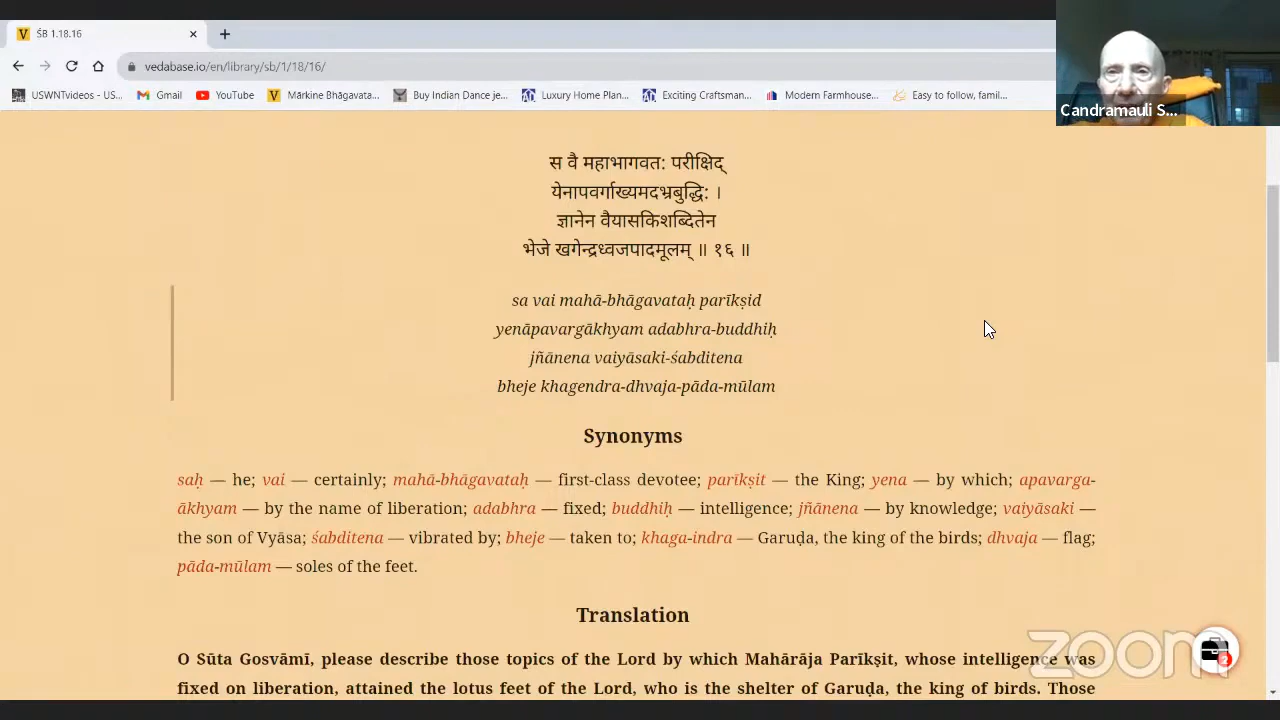 ŚB 1.18.16
vedabase.io/en/library/sb/1/18/16/
USWNTvideos - US...
Gmail
YouTube
Mārkine Bhāgavata...
Buy Indian Dance je...
Luxury Home Plan...
Exciting Craftsman...
Modern Farmhouse...
Easy to follow, famil...
Candramauli S...
स वै महाभागवत: परीक्षिद्
येनापवर्गाख्यमदभ्रबुद्धि: ।
ज्ञानेन वैयासकिशब्दितेन
भेजे खगेन्द्रध्वजपादमूलम् ॥ १६ ॥
sa vai mahā-bhāgavataḥ parīkṣid
yenāpavargākhyam adabhra-buddhiḥ
jñānena vaiyāsaki-śabditena
bheje khagendra-dhvaja-pāda-mūlam
Synonyms
saḥ — he; vai — certainly; mahā-bhāgavataḥ — first-class devotee; parīkṣit — the King; yena — by which; apavarga-
ākhyam — by the name of liberation; adabhra — fixed; buddhiḥ — intelligence; jñānena — by knowledge; vaiyāsaki —
the son of Vyāsa; śabditena — vibrated by; bheje — taken to; khaga-indra — Garuḍa, the king of the birds; dhvaja — flag;
pāda-mūlam — soles of the feet.
Translation
O Sūta Gosvāmī, please describe those topics of the Lord by which Mahārāja Parīkṣit, whose intelligence was
fixed on liberation, attained the lotus feet of the Lord, who is the shelter of Garuḍa, the king of birds. Those
zoom
2